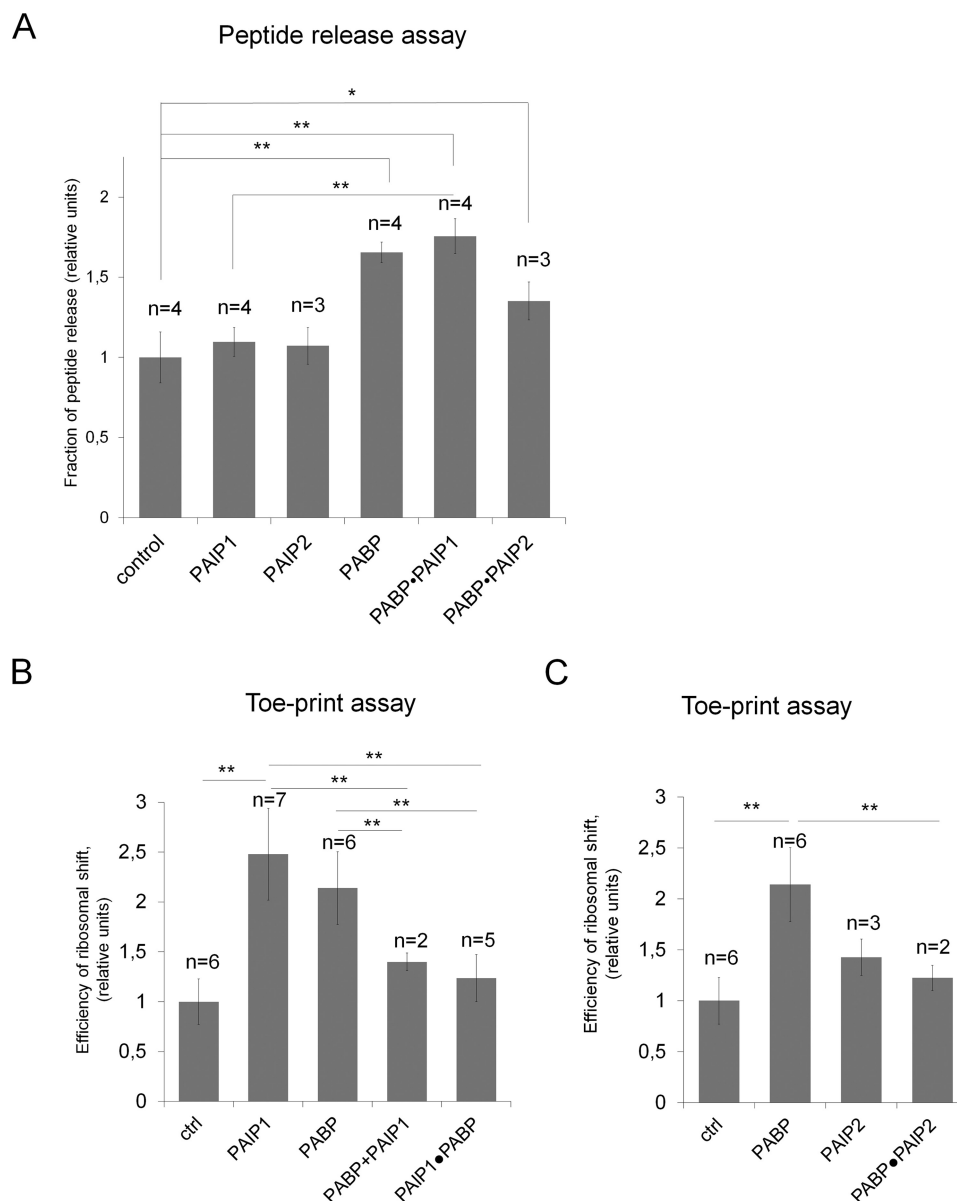 A
Peptide release assay
*
**
**
**
Fraction of peptide release (relative units)
2
1,5
1
0,5
0
n=4
n=4
n=3
n=4
n=4
n=3
control
PAIP1
PAIP2
PABP
PABP•PAIP1
PABP•PAIP2
B
Toe-print assay
**
**
**
**
**
Efficiency of ribosomal shift,
(relative units)
3
2,5
2
1,5
1
0,5
0
n=6
n=7
n=6
n=2
n=5
ctrl
PAIP1
PABP
PABP+PAIP1
PAIP1●PABP
C
Toe-print assay
**
**
Efficiency of ribosomal shift,
(relative units)
3
2,5
2
1,5
1
0,5
0
n=6
n=6
n=3
n=2
ctrl
PABP
PAIP2
PABP●PAIP2